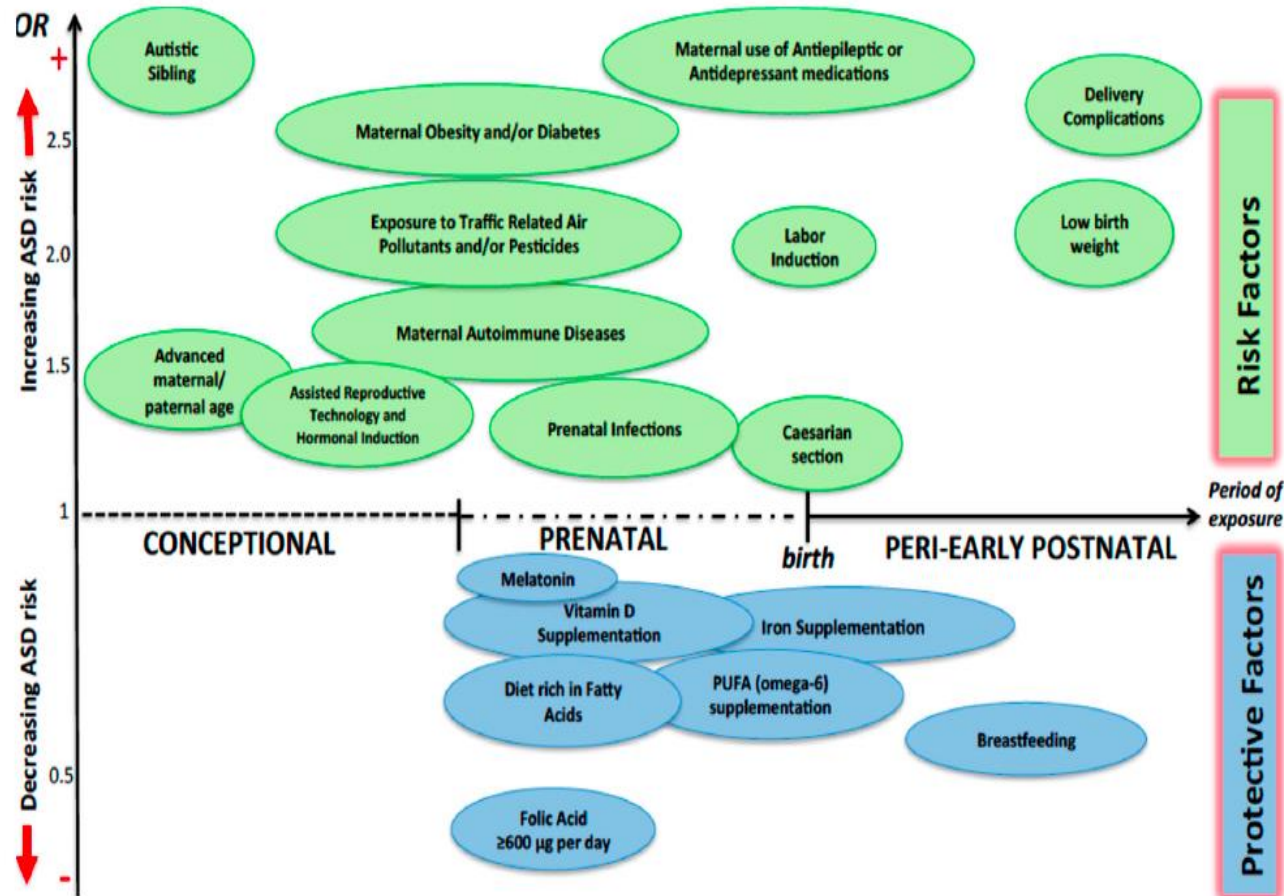 OR
+
Autistic
Sibling
Maternal use of Antiepileptic or
Antidepressant medications
Delivery
Complications
Maternal Obesity and/or Diabetes
2.5
Exposure to Traffic Related Air
Pollutants and/or Pesticides
Labor
Induction
Low birth
weight
2.0
Increasing ASD risk
Maternal Autoimmune Diseases
1.5
Advanced
maternal/
paternal age
Assisted Reproductive
Technology and
Hormonal Induction
Prenatal Infections
Caesarian
section
Risk Factors
1
Period of
exposure
CONCEPTIONAL
PRENATAL
birth
PERI-EARLY POSTNATAL
Melatonin
Vitamin D
Supplementation
Iron Supplementation
Diet rich in Fatty
Acids
PUFA (omega-6)
supplementation
Breastfeeding
0.5
Folic Acid
≥600 μg per day
Decreasing ASD risk
-
Protective Factors